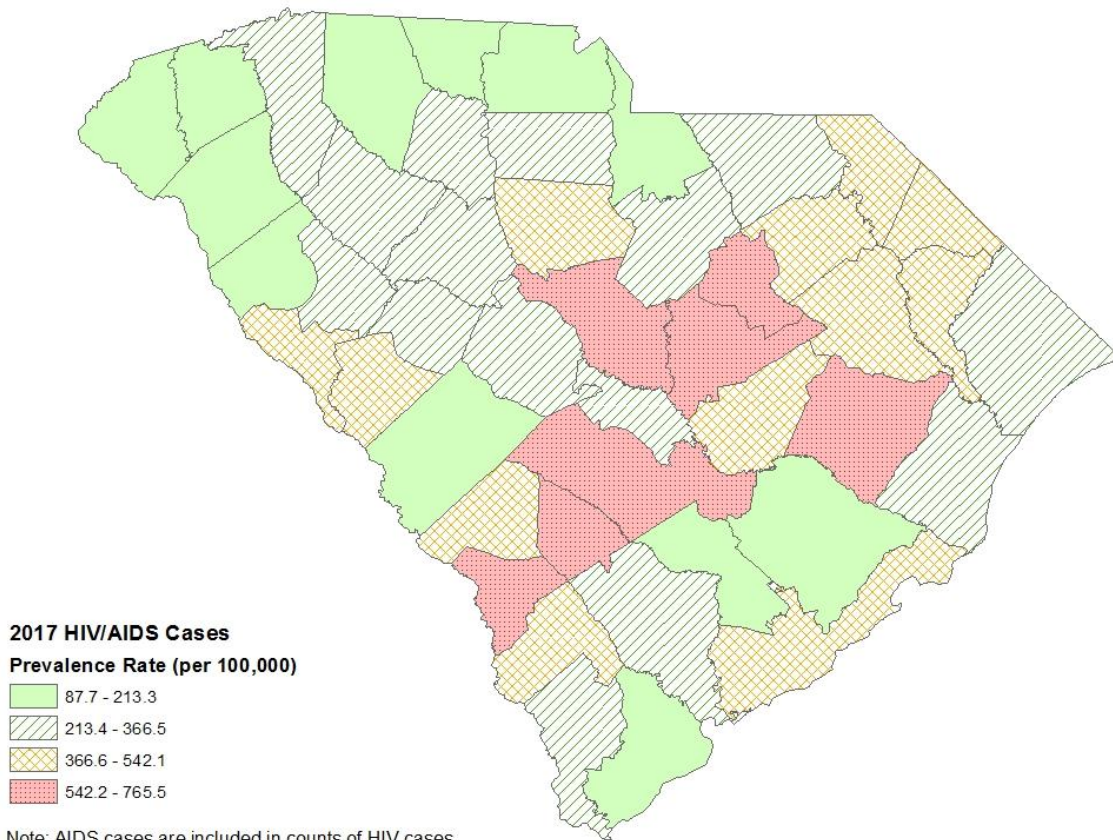 2017 HIV/AIDS Cases
Prevalence Rate (per 100,000)
87.7 - 213.3
213.4 - 366.5
366.6 - 542.1
542.2 - 765.5
Note: AIDS cases are included in counts of HIV cases